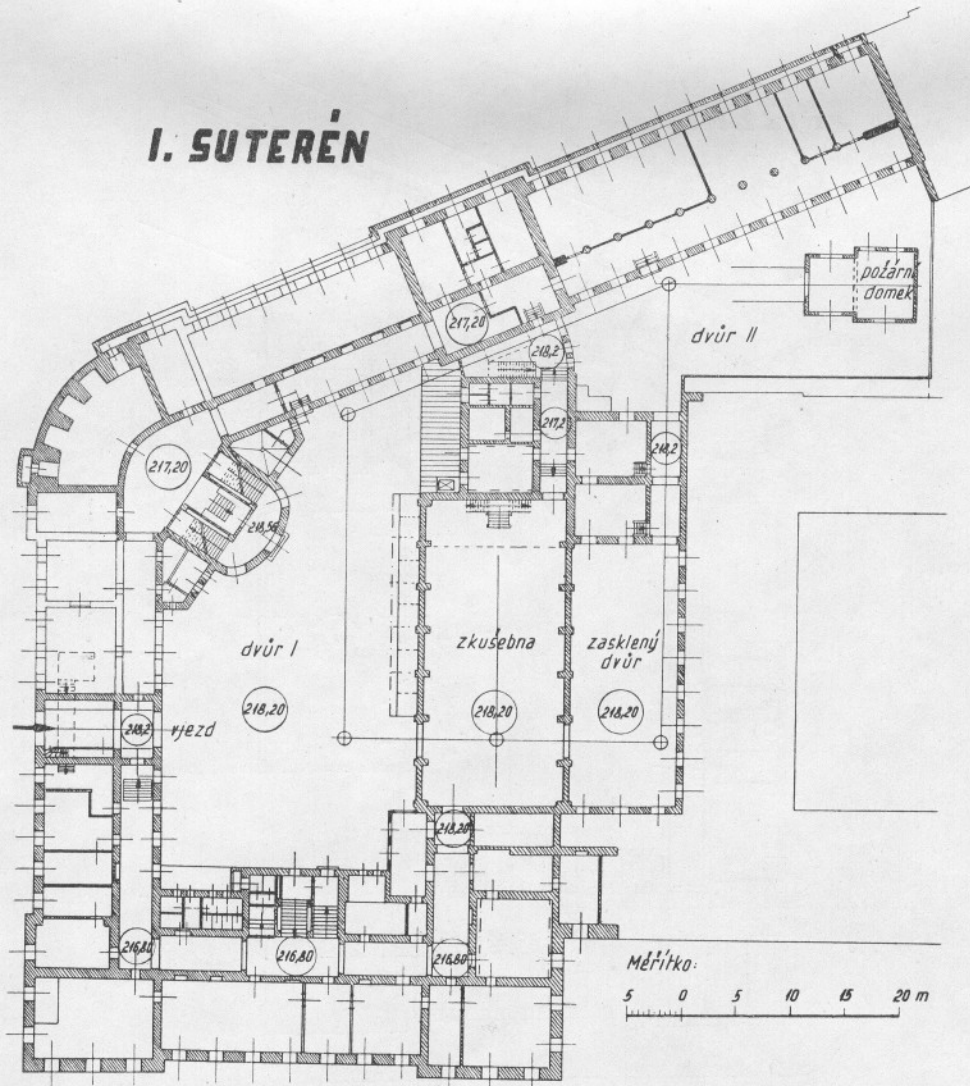 I. SUTERÉN
požární
domek
dvůr II
217,20
218,2
217,2
218,2
217,20
218,56
dvůr I
zkušebna
zasklený
dvůr
218,20
218,20
218,20
218,2
vjezd
218,20
216,80
216,80
216,80
Měřítko:
5 0 5 10 15 20 m